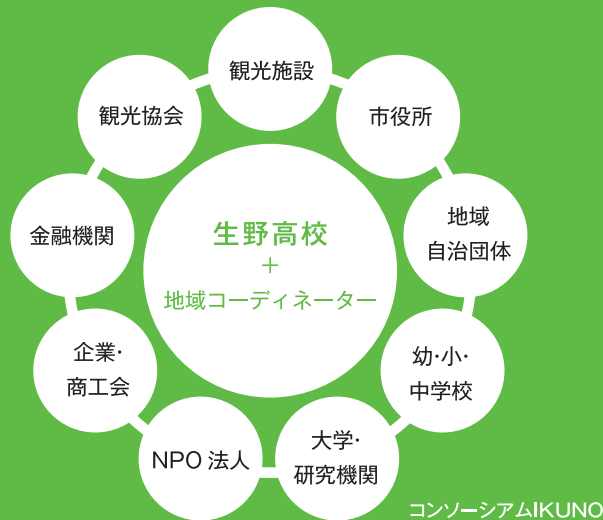 観光施設
市役所
地域
自治団体
幼・小・
中学校
大学・
研究機関
NPO 法人
企業・
商工会
金融機関
観光協会
生野高校
+
地域コーディネーター
コンソーシアムIKUNO